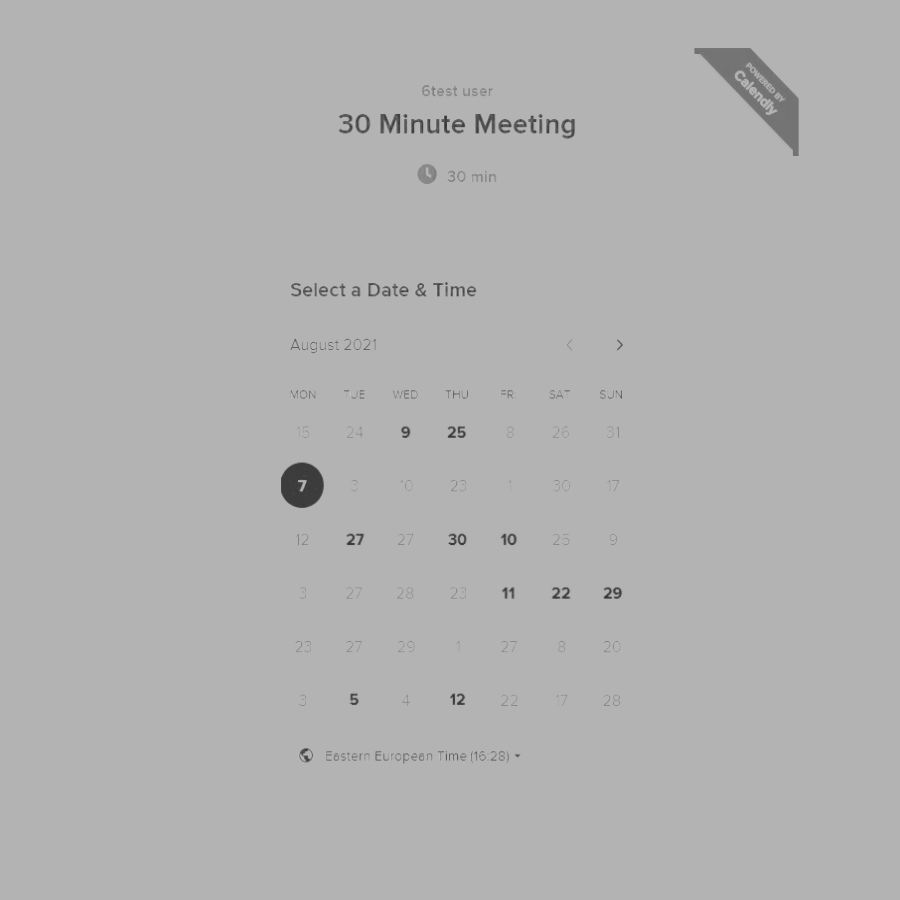 POWERED BY
Calendly
6test user
30 Minute Meeting
30 min
Select a Date & Time
August 2021
MON TUE WED THU FRI SAT SUN
15 24 9 25 8 26 31
7 3 10 23 1 30 17
12 27 27 30 10 25 9
3 27 28 23 11 22 29
23 27 29 1 27 8 20
3 5 4 12 22 17 28
Eastern European Time (16:28)